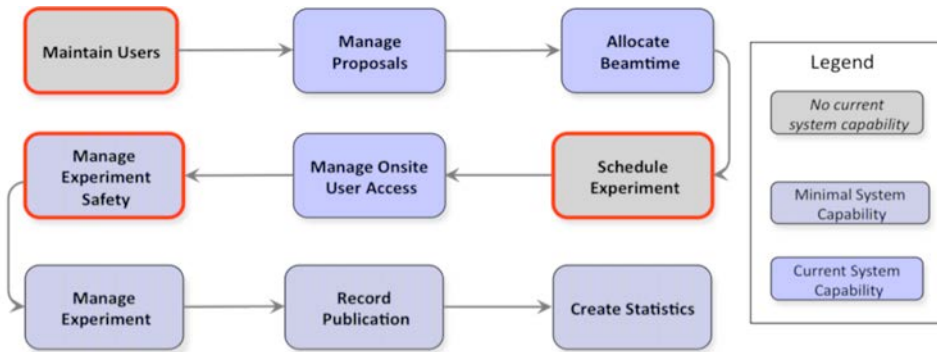 Maintain Users
Manage
Proposals
Allocate
Beamtime
Manage
Experiment
Safety
Manage Onsite
User Access
Schedule
Experiment
Manage
Experiment
Record
Publication
Create Statistics
Legend
No current
system capability
Minimal System
Capability
Current System
Capability